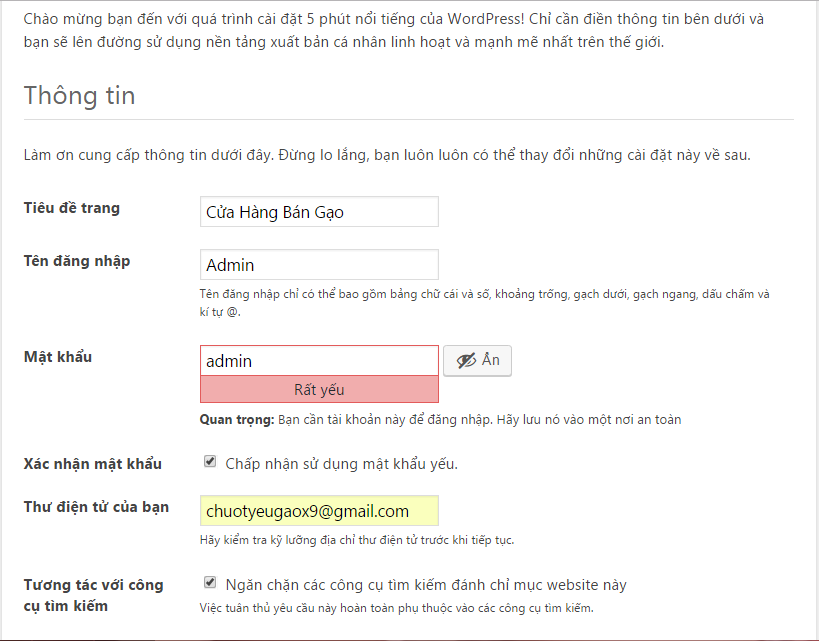 Chào mừng bạn đến với quá trình cài đặt 5 phút nổi tiếng của WordPress! Chỉ cần điền thông tin bên dưới và
bạn sẽ lên đường sử dụng nền tảng xuất bản cá nhân linh hoạt và mạnh mẽ nhất trên thế giới.
Thông tin
Làm ơn cung cấp thông tin dưới đây. Đừng lo lắng, bạn luôn luôn có thể thay đổi những cài đặt này về sau.
Tiêu đề trang
Cửa Hàng Bán Gạo
Tên đăng nhập
Admin
Tên đăng nhập chỉ có thể bao gồm bảng chữ cái và số, khoảng trống, gạch dưới, gạch ngang, dấu chấm và
kí tự @.
Mật khẩu
admin
Ẩn
Rất yếu
Quan trọng: Bạn cần tài khoản này để đăng nhập. Hãy lưu nó vào một nơi an toàn
Xác nhận mật khẩu
Chấp nhận sử dụng mật khẩu yếu.
Thư điện tử của bạn
chuotyeugaox9@gmail.com
Hãy kiểm tra kỹ lưỡng địa chỉ thư điện tử trước khi tiếp tục.
Tương tác với công
cụ tìm kiếm
Ngăn chặn các công cụ tìm kiếm đánh chỉ mục website này
Việc tuân thủ yêu cầu này hoàn toàn phụ thuộc vào các công cụ tìm kiếm.